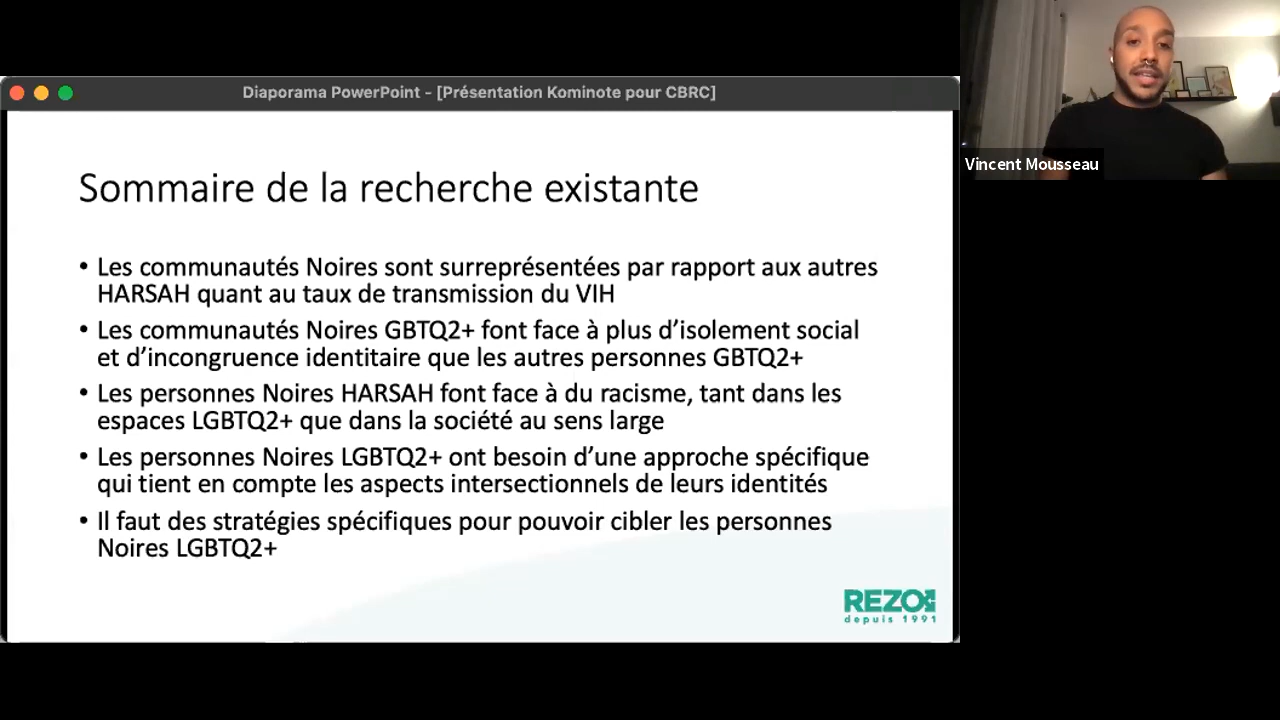 Diaporama PowerPoint - [Présentation Kominote pour CBRC]
Sommaire de la recherche existante
• Les communautés Noires sont surreprésentées par rapport aux autres
HARSAH quant au taux de transmission du VIH
• Les communautés Noires GBTQ2+ font face à plus d’isolement social
et d’incongruence identitaire que les autres personnes GBTQ2+
• Les personnes Noires HARSAH font face à du racisme, tant dans les
espaces LGBTQ2+ que dans la société au sens large
• Les personnes Noires LGBTQ2+ ont besoin d’une approche spécifique
qui tient en compte les aspects intersectionnels de leurs identités
• Il faut des stratégies spécifiques pour pouvoir cibler les personnes
Noires LGBTQ2+
REZO
depuis 1991
Vincent Mousseau